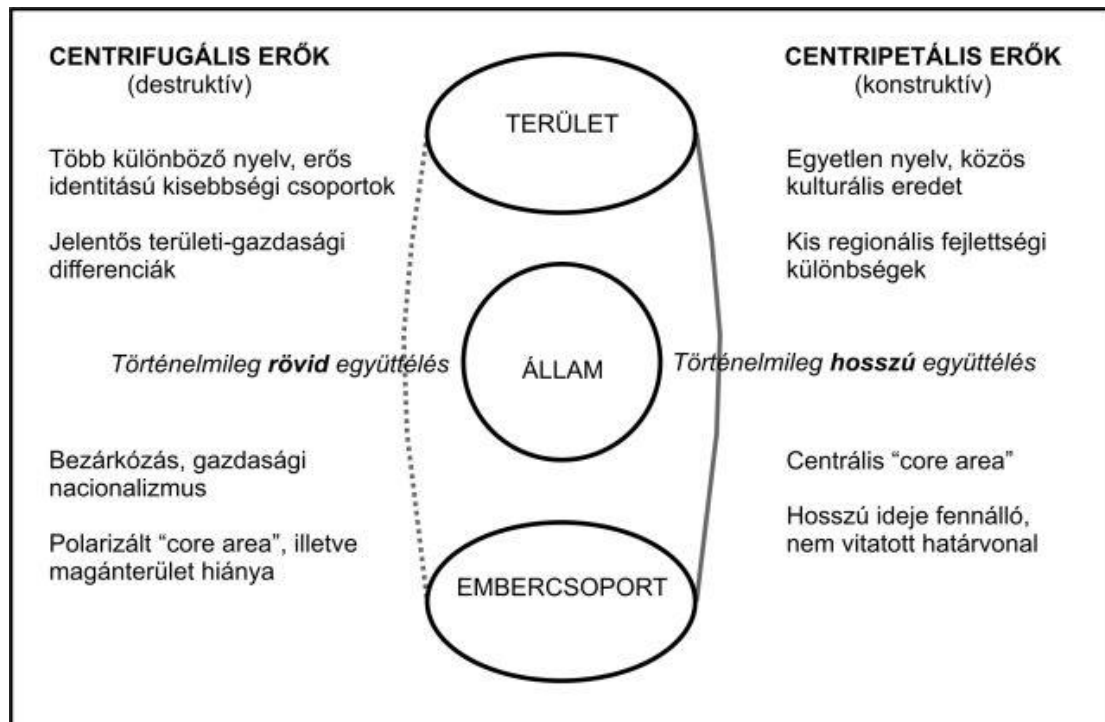 CENTRIFUGÁLIS ERŐK
(destruktív)
Több különböző nyelv, erős
identitású kisebbségi csoportok
Jelentős területi-gazdasági
differenciák
Történelmileg rövid együttélés
Bezárkózás, gazdasági
nacionalizmus
Polarizált “core area”, illetve
magánterület hiánya
TERÜLET
ÁLLAM
EMBERCSOPORT
CENTRIPETÁLIS ERŐK
(konstruktív)
Egyetlen nyelv, közös
kulturális eredet
Kis regionális fejlettségi
különbségek
Történelmileg hosszú együttélés
Centrális “core area”
Hosszú ideje fennálló,
nem vitatott határvonal